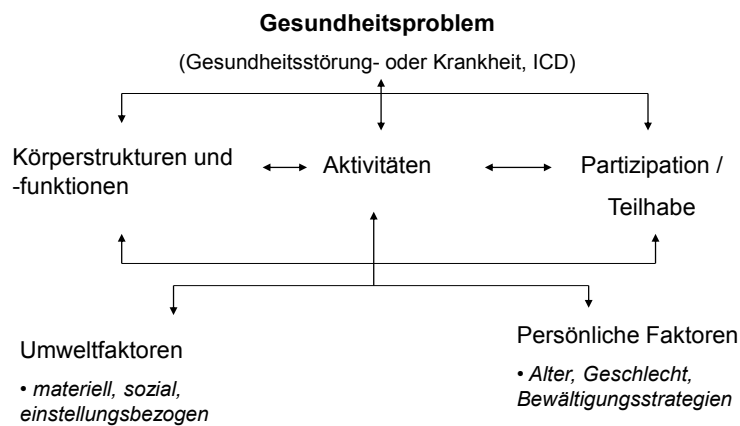 Gesundheitsproblem
(Gesundheitsstörung- oder Krankheit, ICD)
Körperstrukturen und
-funktionen
Aktivitäten
Partizipation /
Teilhabe
Umweltfaktoren
• materiell, sozial,
einstellungsbezogen
Persönliche Faktoren
• Alter, Geschlecht,
Bewältigungsstrategien